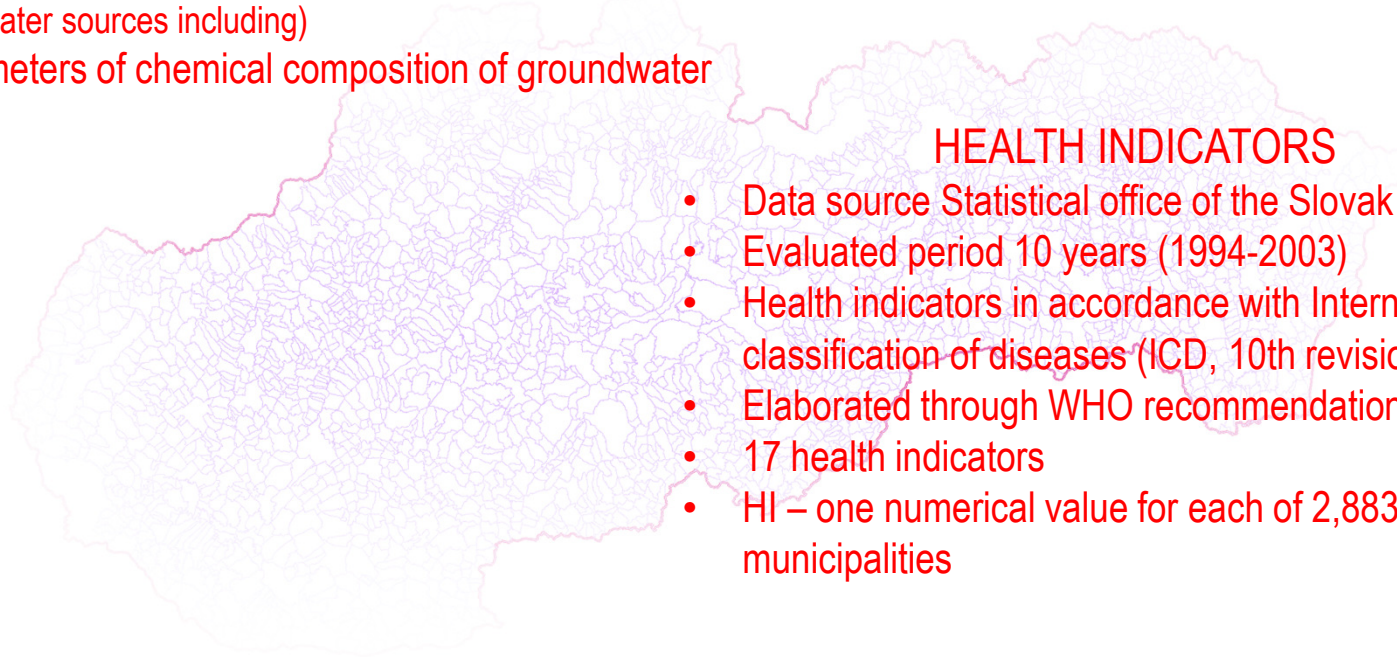 ater sources including)
neters of chemical composition of groundwater
HEALTH INDICATORS
• Data source Statistical office of the Slovak
• Evaluated period 10 years (1994-2003)
• Health indicators in accordance with Intern
classification of diseases (ICD, 10th revisio
• Elaborated through WHO recommendation
• 17 health indicators
• HI – one numerical value for each of 2,883
municipalities